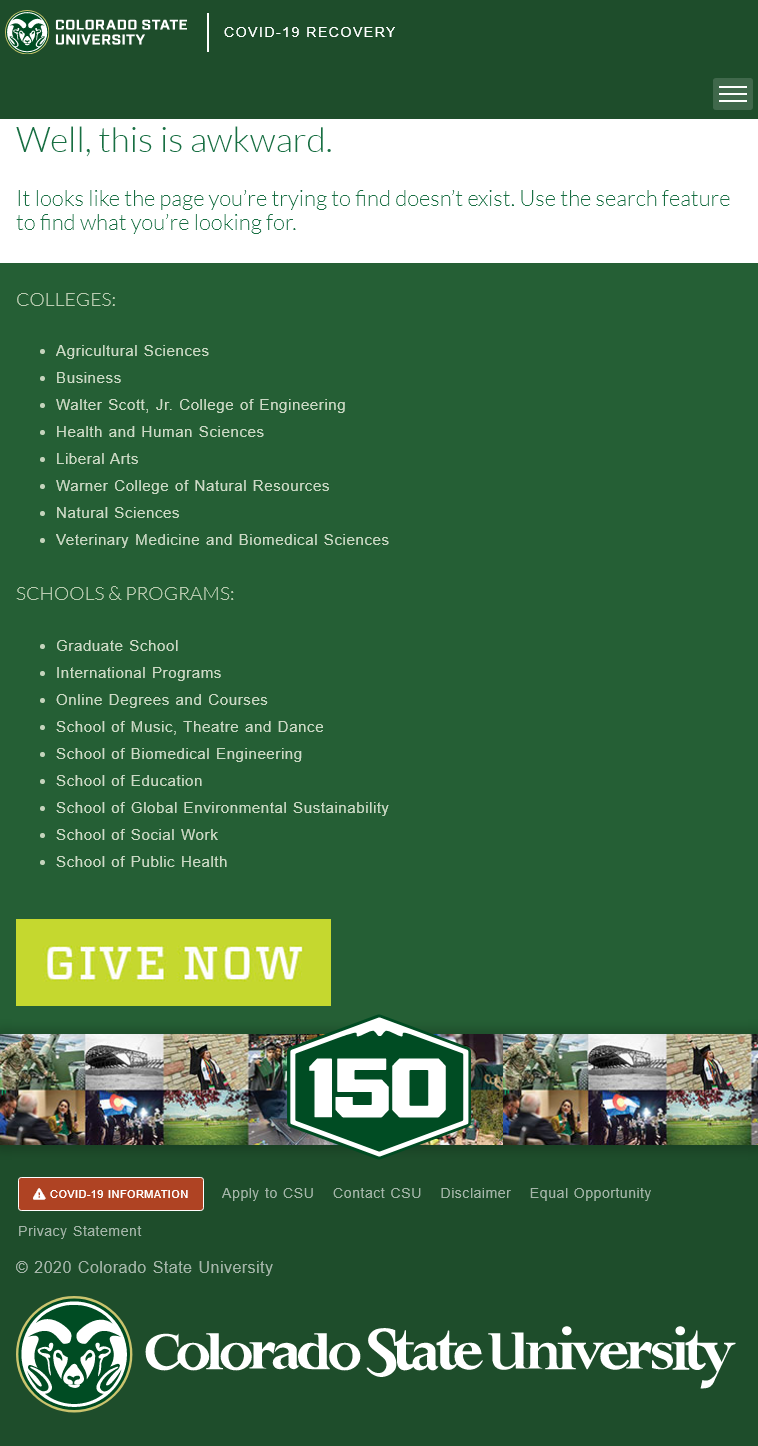 COLORADO STATE
UNIVERSITY
COVID-19 RECOVERY
Well, this is awkward.
It looks like the page you’re trying to find doesn’t exist. Use the search feature
to find what you’re looking for.
COLLEGES:
Agricultural Sciences
Business
Walter Scott, Jr. College of Engineering
Health and Human Sciences
Liberal Arts
Warner College of Natural Resources
Natural Sciences
Veterinary Medicine and Biomedical Sciences
SCHOOLS & PROGRAMS:
Graduate School
International Programs
Online Degrees and Courses
School of Music, Theatre and Dance
School of Biomedical Engineering
School of Education
School of Global Environmental Sustainability
School of Social Work
School of Public Health
GIVE NOW
150
COVID-19 INFORMATION Apply to CSU Contact CSU Disclaimer Equal Opportunity
Privacy Statement
© 2020 Colorado State University
Colorado State University